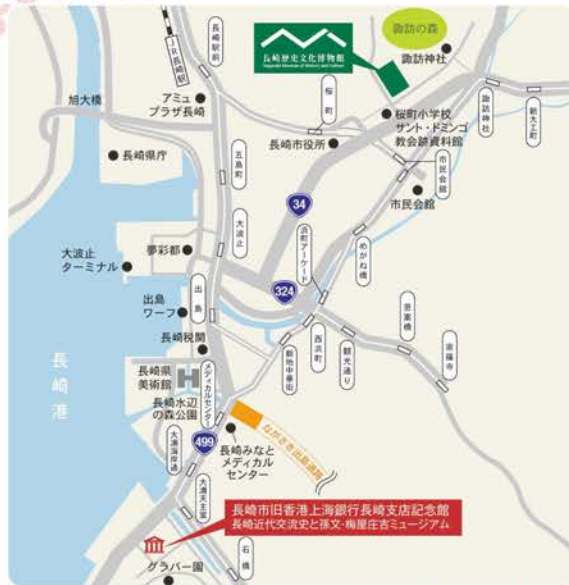 諏訪の森
諏訪神社
長崎歴史文化博物館
Nagasaki Museum of History and Culture
JR長崎駅
長崎駅前
アミュ
プラザ長崎
旭大橋
桜町
桜町小学校
サント・ドミンゴ
教会跡資料館
諏訪神社
新大工町
長崎市役所
長崎県庁
五島町
市民会館
市民会館
34
大波止
浜町アーケード
めがね橋
夢彩都
大波止
ターミナル
324
出島
出島
ワーフ
思案橋
崇福寺
西浜町
観光通り
長崎税関
新地中華街
長崎港
長崎県
美術館
メディカルセンター
長崎水辺
の森公園
499
大浦海岸通
長崎みなと
メディカル
センター
ながさき出島道路
大浦天主堂
長崎市旧香港上海銀行長崎支店記念館
長崎近代交流史と孫文・梅屋庄吉ミュージアム
石橋
グラバー園